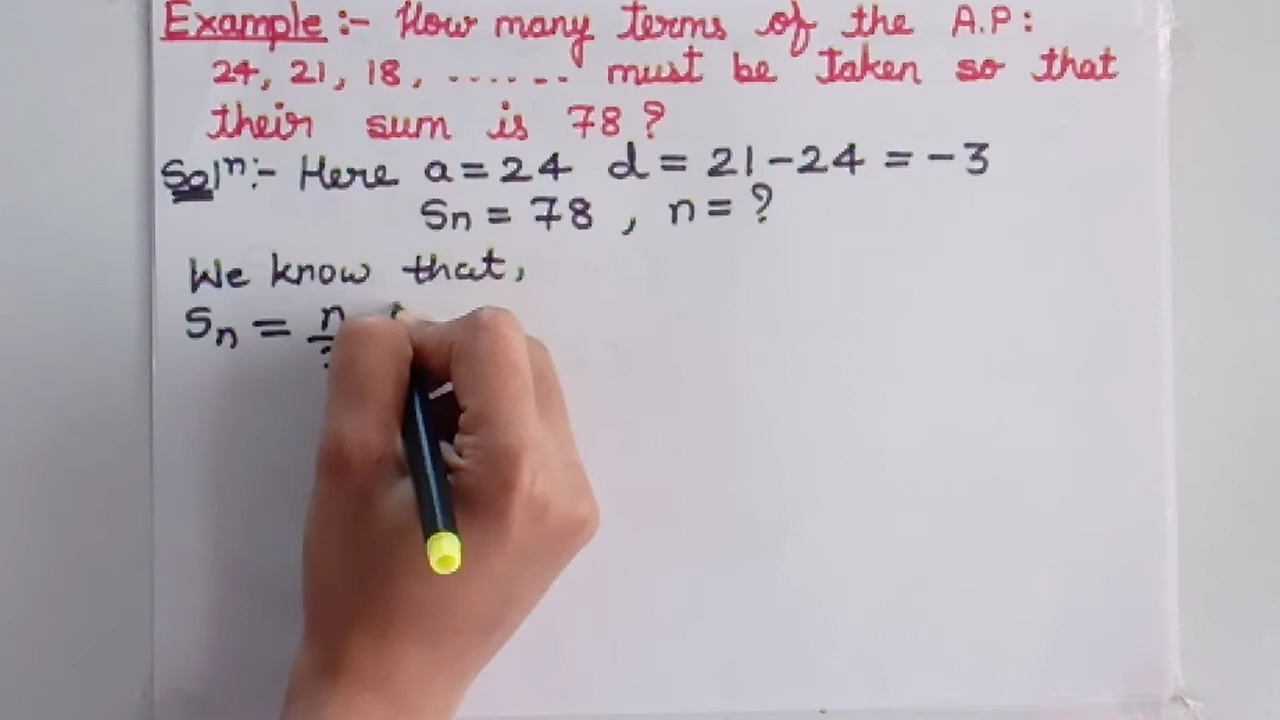 Example :- How many terms of the A.P:
24, 21, 18, ...... must be taken so that
their sum is 78 ?
Solⁿ:- Here a = 24 d = 21 - 24 = -3
Sn = 78 , n = ?
We know that,
Sn = n